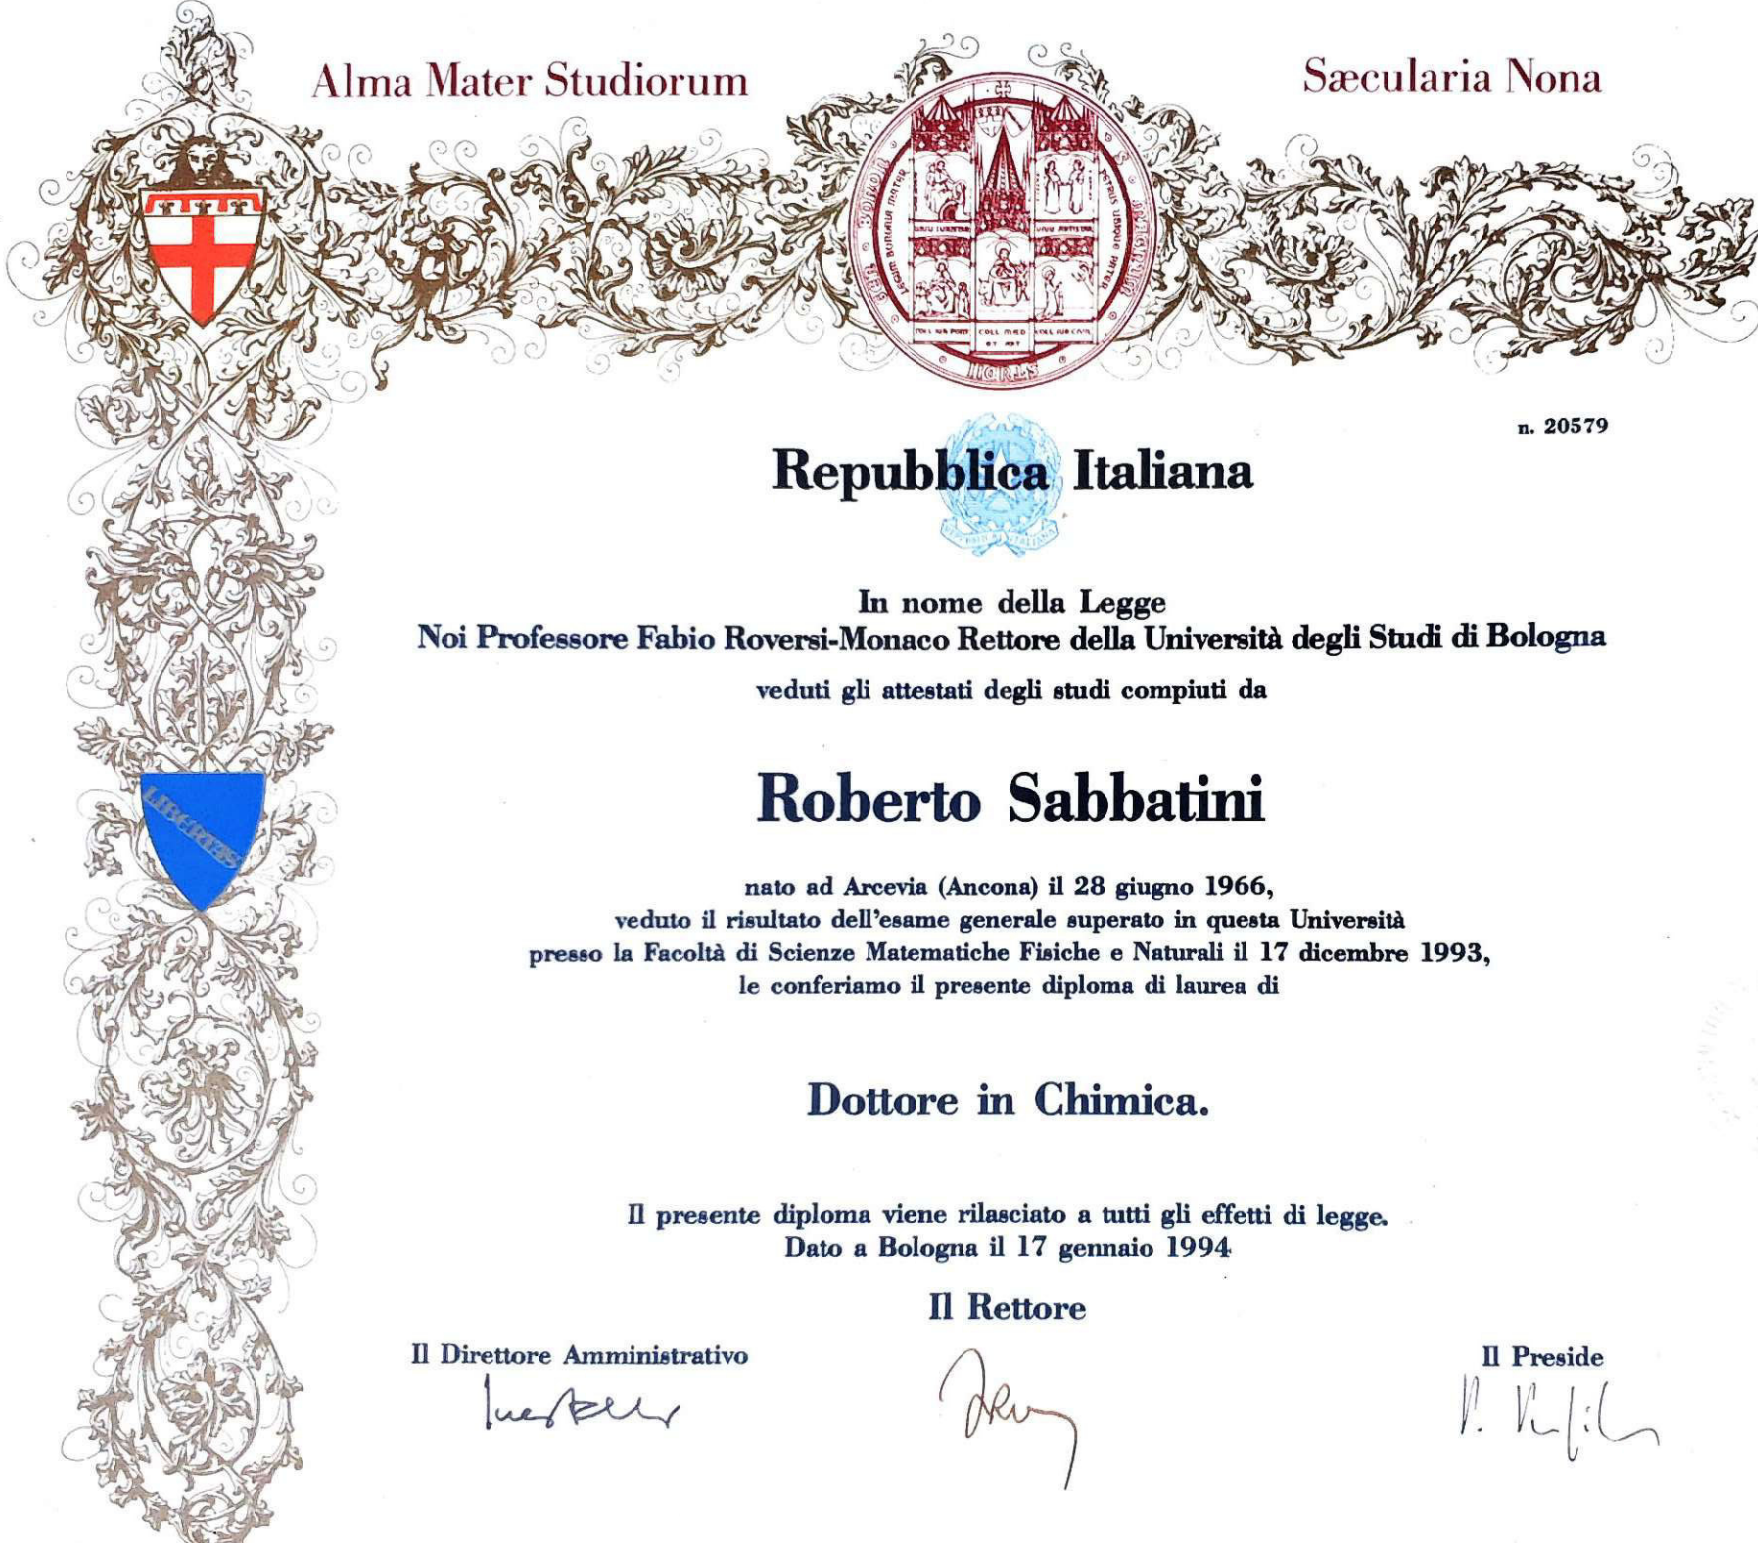 Alma Mater Studiorum
Sæcularia Nona
n. 20579
Repubblica Italiana
REPUBBLICA ITALIANA
In nome della Legge
Noi Professore Fabio Roversi-Monaco Rettore della Università degli Studi di Bologna
veduti gli attestati degli studi compiuti da
LIBERTAS
Roberto Sabbatini
nato ad Arcevia (Ancona) il 28 giugno 1966,
veduto il risultato dell'esame generale superato in questa Università
presso la Facoltà di Scienze Matematiche Fisiche e Naturali il 17 dicembre 1993,
le conferiamo il presente diploma di laurea di
Dottore in Chimica.
Il presente diploma viene rilasciato a tutti gli effetti di legge.
Dato a Bologna il 17 gennaio 1994
Il Rettore
Il Direttore Amministrativo
Il Preside